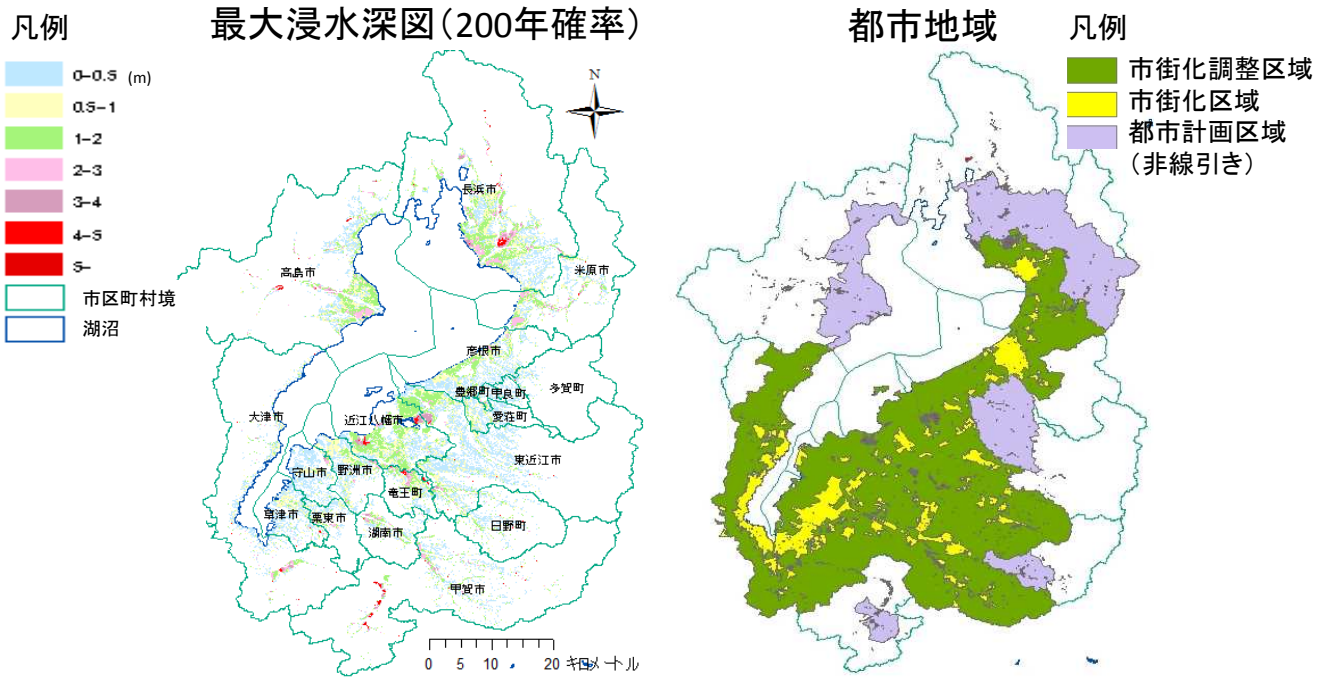 凡例
最大浸水深図(200年確率)
0-0.5 (m)
0.5-1
1-2
2-3
3-4
4-5
5-
市区町村境
湖沼
N
長浜市
米原市
高島市
彦根市
多賀町
豊郷町
甲良町
愛荘町
大津市
近江八幡市
東近江市
守山市
野洲市
竜王町
草津市
栗東市
湖南市
日野町
甲賀市
0 5 10 20 キロメートル
都市地域
凡例
市街化調整区域
市街化区域
都市計画区域
(非線引き)